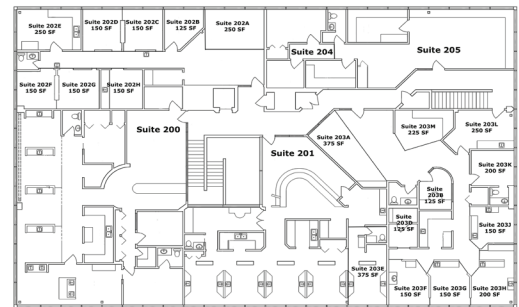 Suite 202E
250 SF
Suite 202D
150 SF
Suite 202C
150 SF
Suite 202B
125 SF
Suite 202A
250 SF
Suite 204
Suite 205
Suite 202F
150 SF
Suite 202G
150 SF
Suite 202H
150 SF
Suite 200
Suite 201
Suite 203A
375 SF
Suite 203M
225 SF
Suite 203L
250 SF
Suite 203K
200 SF
Suite 203B
125 SF
Suite 203D
125 SF
Suite 203J
150 SF
Suite 203E
375 SF
Suite 203F
150 SF
Suite 203G
150 SF
Suite 203H
200 SF